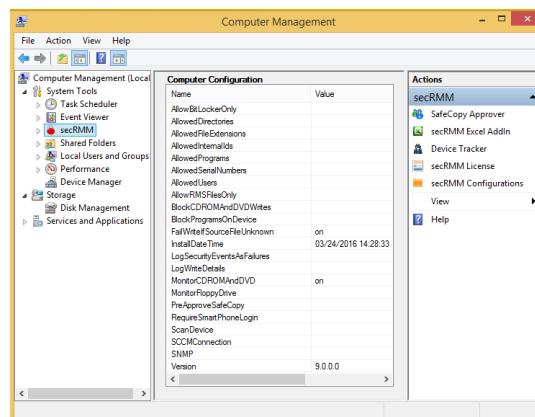 Computer Management
File Action View Help
Computer Management (Local
System Tools
Task Scheduler
Event Viewer
secRMM
Shared Folders
Local Users and Groups
Performance
Device Manager
Storage
Disk Management
Services and Applications
Computer Configuration
Name Value
AllowBitLockerOnly
AllowedDirectories
AllowedFileExtensions
AllowedInternalIds
AllowedPrograms
AllowedSerialNumbers
AllowedUsers
AllowRMSFilesOnly
BlockCDROMAndDVDWrites
BlockProgramsOnDevice
FailWriteIfSourceFileUnknown on
InstallDateTime 03/24/2016 14:28:33
LogSecurityEventsAsFailures
LogWriteDetails
MonitorCDROMAndDVD on
MonitorFloppyDrive
PreApproveSafeCopy
RequireSmartPhoneLogin
ScanDevice
SCCMConnection
SNMP
Version 9.0.0.0
Actions
secRMM
SafeCopy Approver
secRMM Excel AddIn
Device Tracker
secRMM License
secRMM Configurations
View
Help